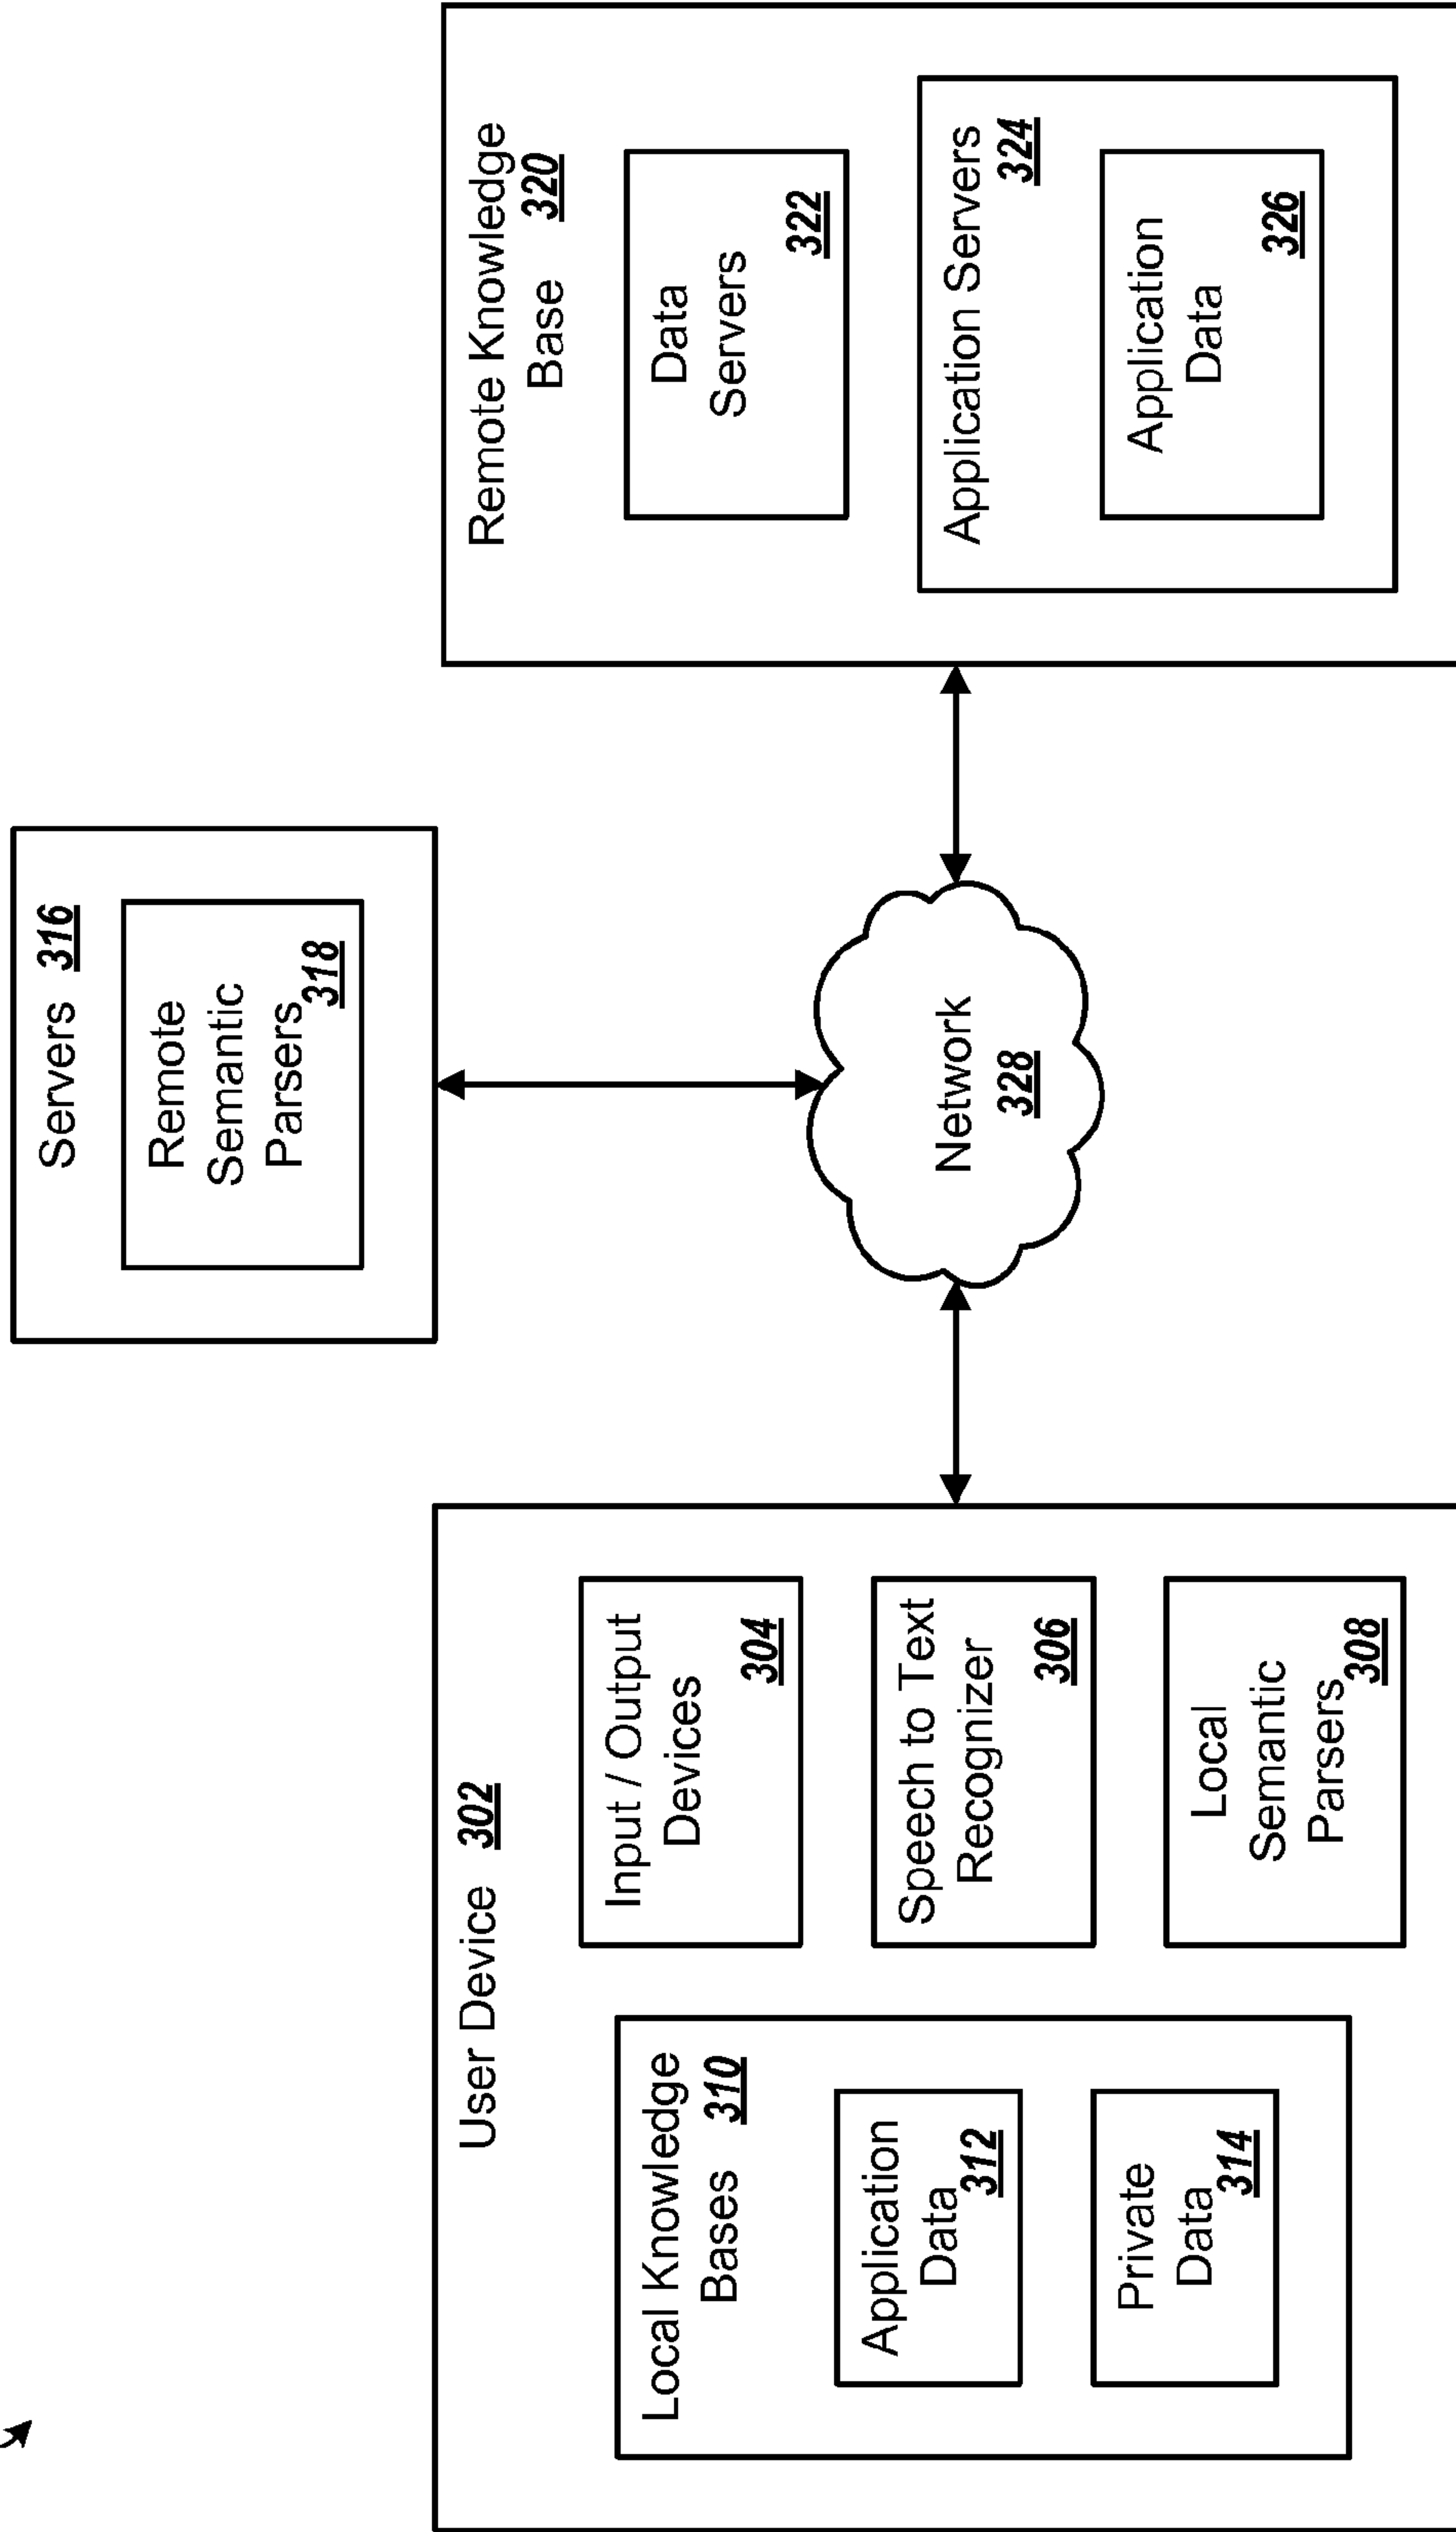 Servers 316
Remote
Semantic
Parsers 318
User Device 302
Local Knowledge
Bases 310
Application
Data 312
Private
Data 314
Input / Output
Devices
304
Speech to Text
Recognizer
306
Local
Semantic
Parsers 308
Network
328
Remote Knowledge
Base 320
Data
Servers
322
Application Servers
324
Application
Data
326